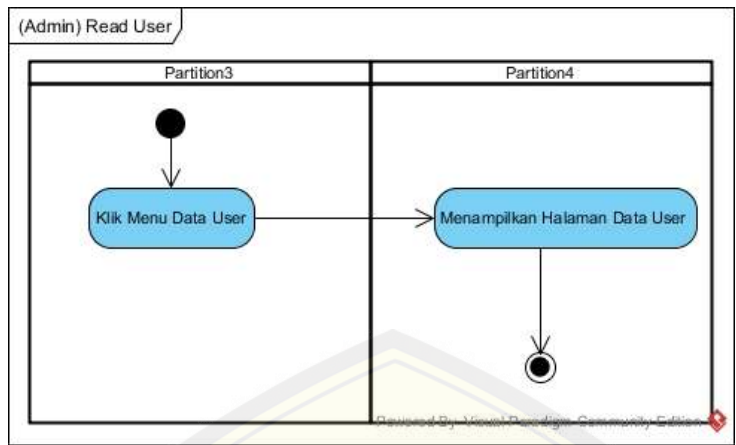 (Admin) Read User
Partition3
Partition4
Klik Menu Data User
Menampilkan Halaman Data User
Powered By Visual Paradigm Community Edition